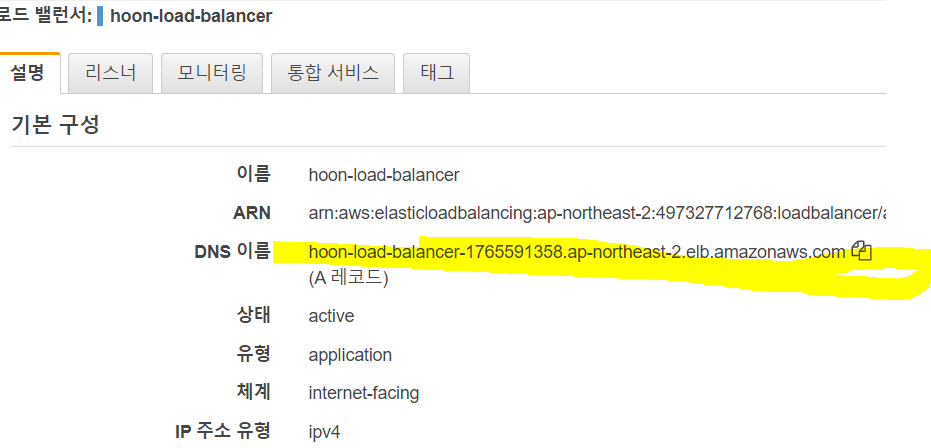 로드 밸런서: hoon-load-balancer
설명 리스너 모니터링 통합 서비스 태그
기본 구성
이름 hoon-load-balancer
ARN arn:aws:elasticloadbalancing:ap-northeast-2:497327712768:loadbalancer/a
DNS 이름 hoon-load-balancer-1765591358.ap-northeast-2.elb.amazonaws.com
(A 레코드)
상태 active
유형 application
체계 internet-facing
IP 주소 유형 ipv4